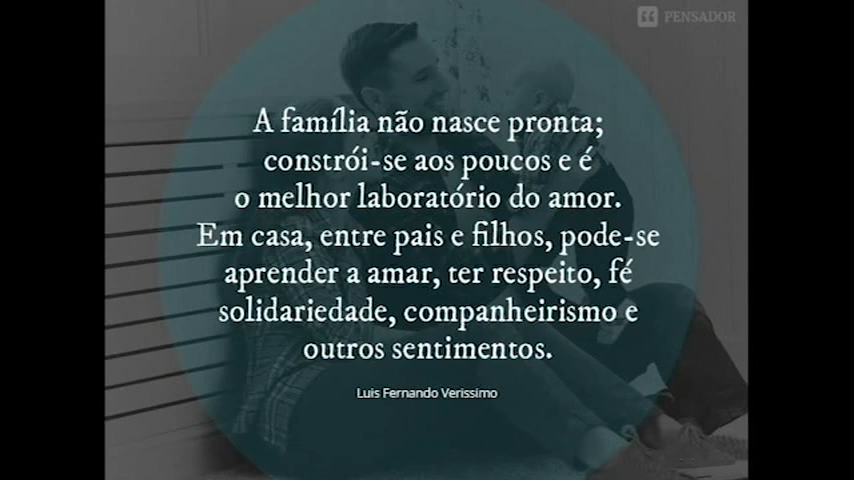 PENSADOR
A família não nasce pronta;
constrói-se aos poucos e é
o melhor laboratório do amor.
Em casa, entre pais e filhos, pode-se
aprender a amar, ter respeito, fé
solidariedade, companheirismo e
outros sentimentos.
Luis Fernando Verissimo